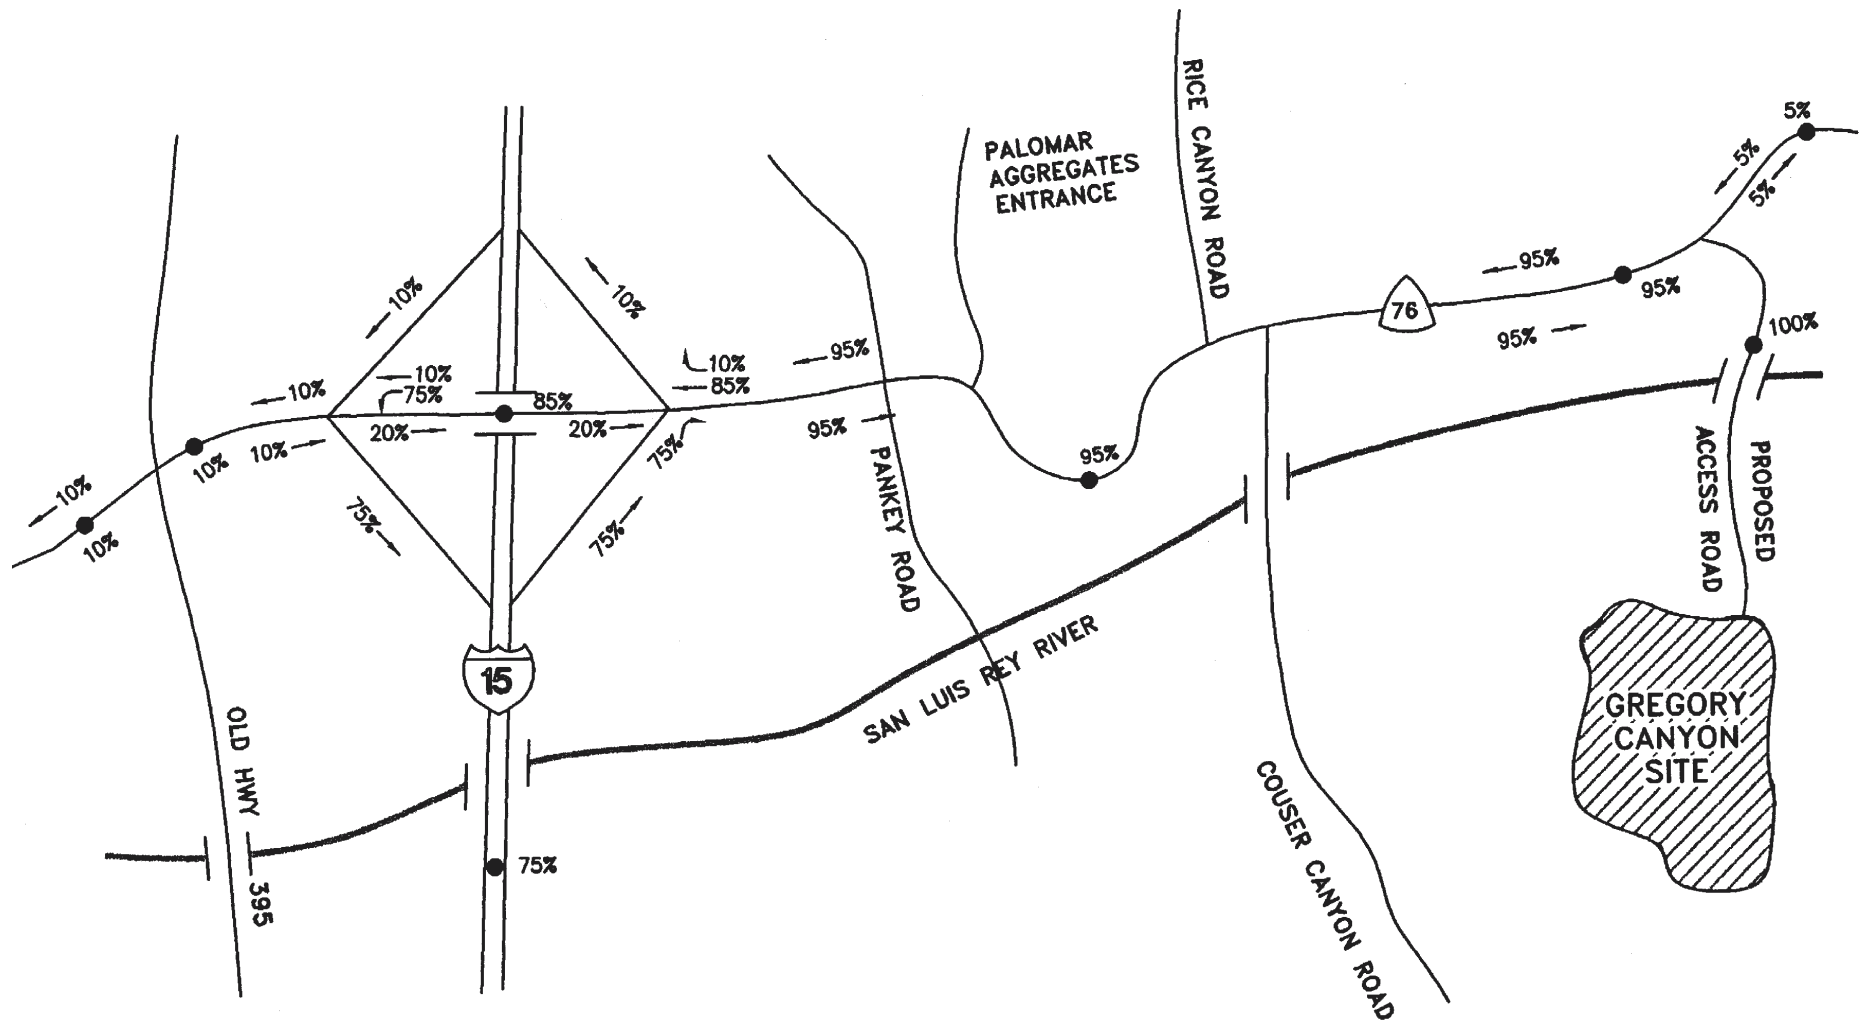 5%
5%
5%
RICE CANYON ROAD
PALOMAR
AGGREGATES
ENTRANCE
95%
95%
76
95%
100%
10%
10%
10%
85%
95%
95%
10%
75%
85%
20%
20%
75%
75%
75%
10%
10%
10%
10%
10%
95%
PANKEY ROAD
PROPOSED
ACCESS ROAD
15
SAN LUIS REY RIVER
GREGORY
CANYON
SITE
OLD HWY 395
75%
COUSER CANYON ROAD